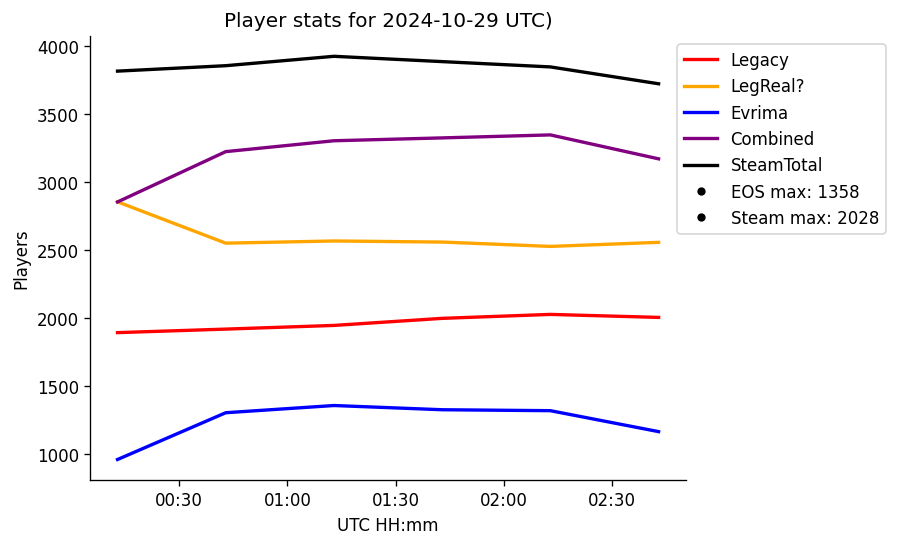 Player stats for 2024-10-29 UTC)
4000
3500
3000
2500
2000
1500
1000
Players
00:30
01:00
01:30
02:00
02:30
UTC HH:mm
Legacy
LegReal?
Evrima
Combined
SteamTotal
EOS max: 1358
Steam max: 2028